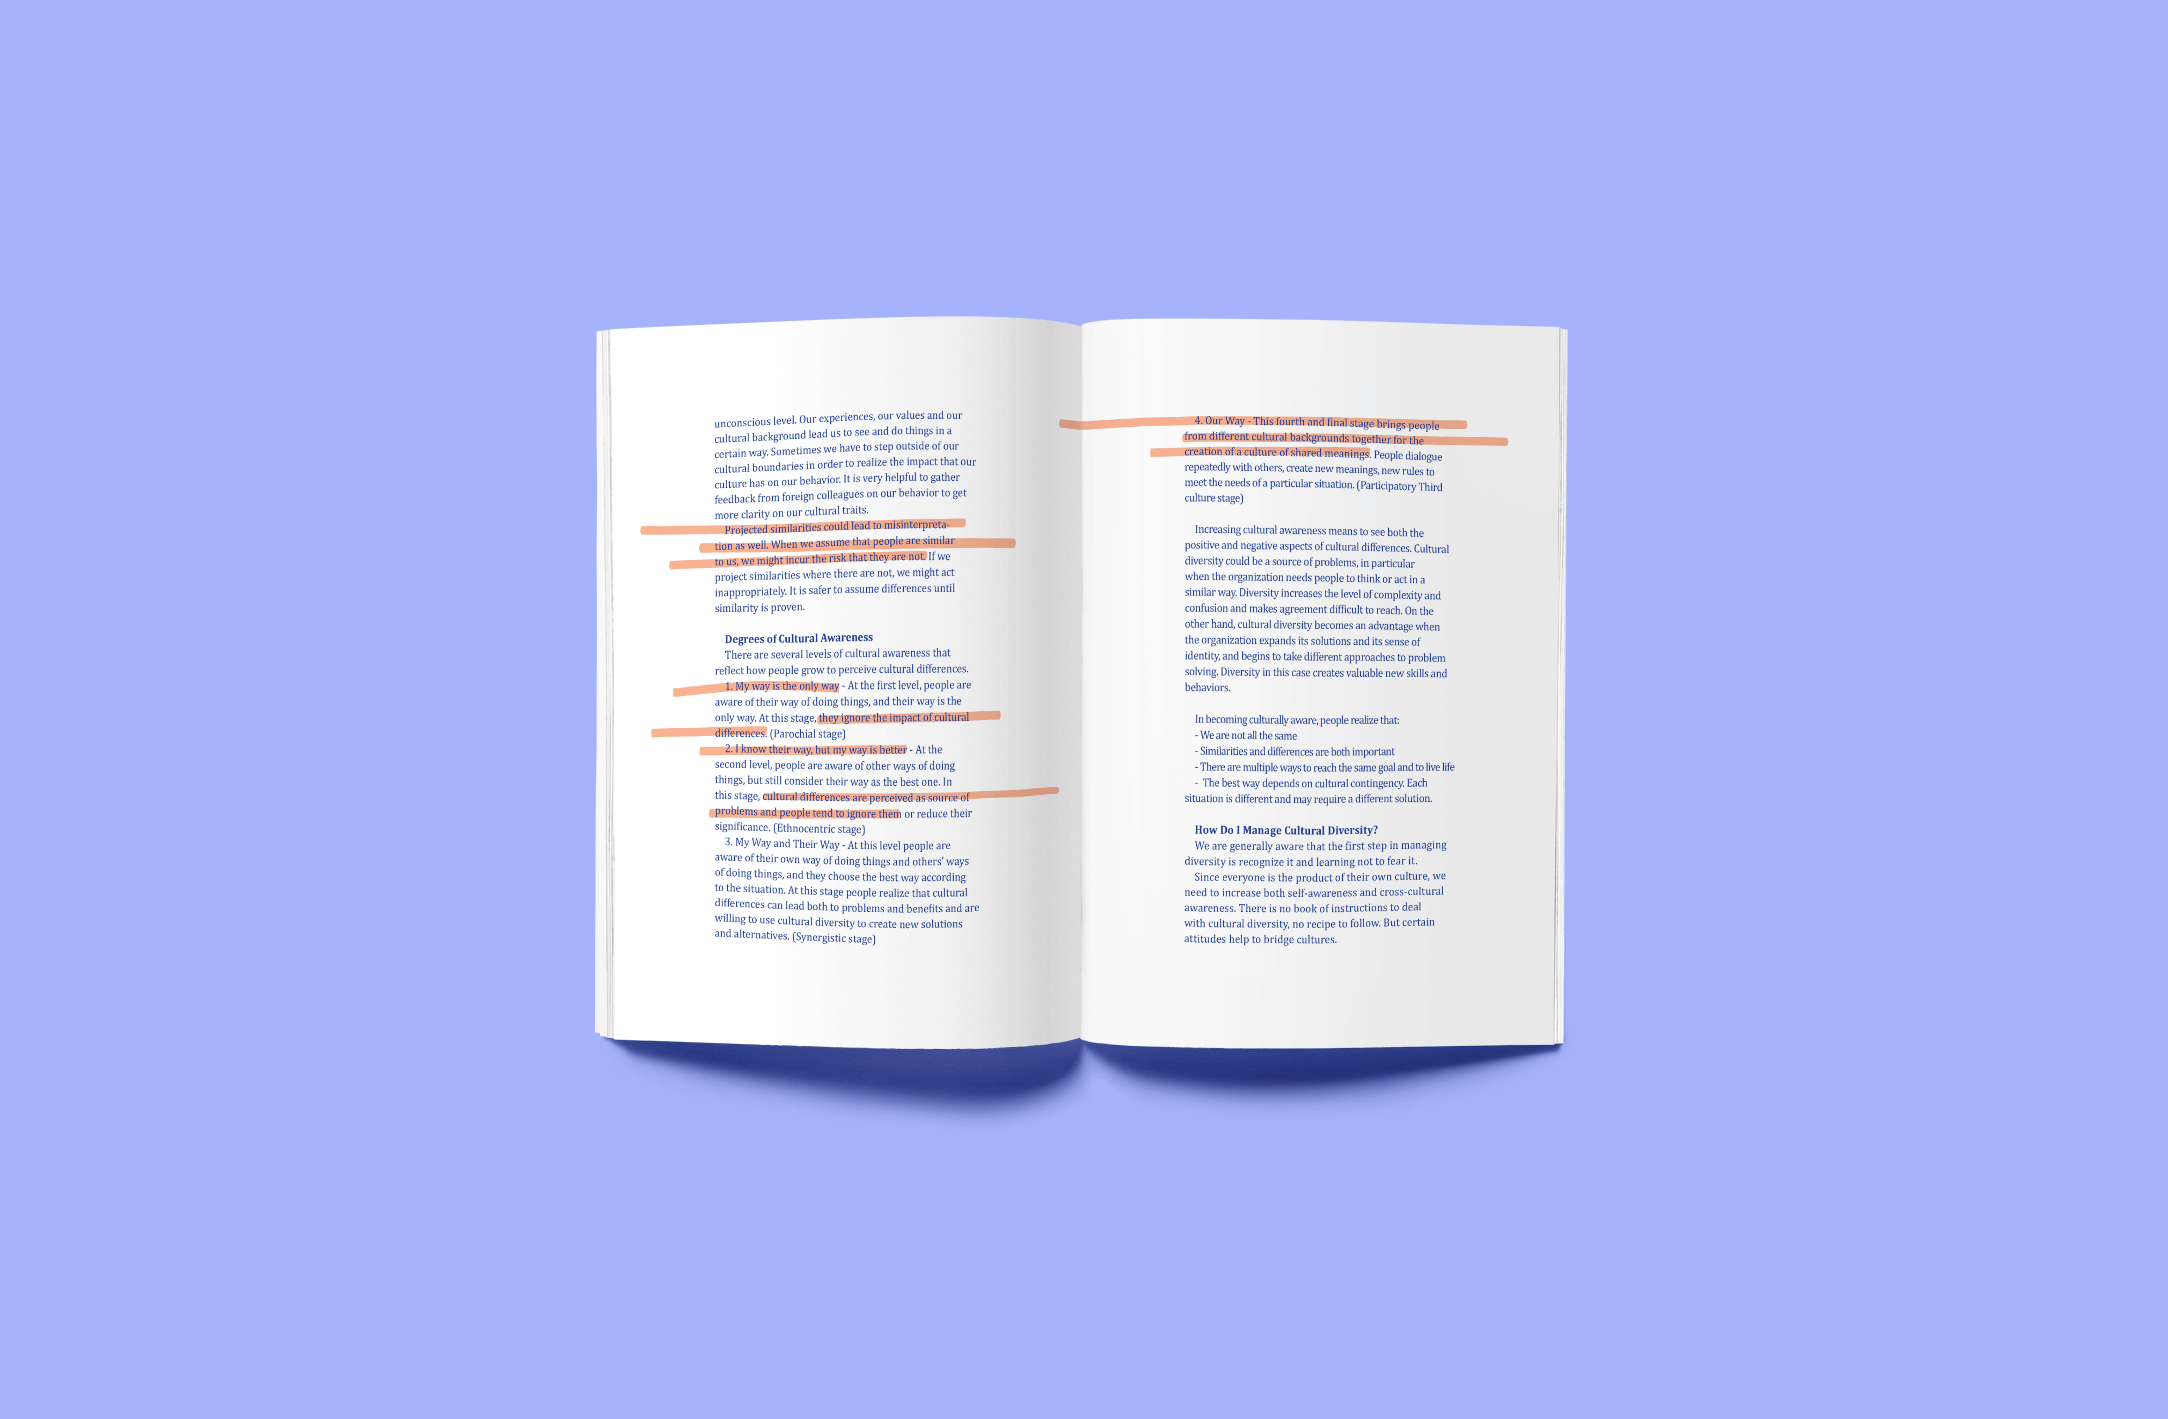 unconscious level. Our experiences, our values and our
cultural background lead us to see and do things in a
certain way. Sometimes we have to step outside of our
cultural boundaries in order to realize the impact that our
culture has on our behavior. It is very helpful to gather
feedback from foreign colleagues on our behavior to get
more clarity on our cultural traits.
Projected similarities could lead to misinterpreta-
tion as well. When we assume that people are similar
to us, we might incur the risk that they are not. If we
project similarities where there are not, we might act
inappropriately. It is safer to assume differences until
similarity is proven.
Degrees of Cultural Awareness
There are several levels of cultural awareness that
reflect how people grow to perceive cultural differences.
1. My way is the only way - At the first level, people are
aware of their way of doing things, and their way is the
only way. At this stage, they ignore the impact of cultural
differences. (Parochial stage)
2. I know their way, but my way is better - At the
second level, people are aware of other ways of doing
things, but still consider their way as the best one. In
this stage, cultural differences are perceived as source of
problems and people tend to ignore them or reduce their
significance. (Ethnocentric stage)
3. My Way and Their Way - At this level people are
aware of their own way of doing things and others' ways
of doing things, and they choose the best way according
to the situation. At this stage people realize that cultural
differences can lead both to problems and benefits and are
willing to use cultural diversity to create new solutions
and alternatives. (Synergistic stage)
4. Our Way - This fourth and final stage brings people
from different cultural backgrounds together for the
creation of a culture of shared meanings. People dialogue
repeatedly with others, create new meanings, new rules to
meet the needs of a particular situation. (Participatory Third
culture stage)
Increasing cultural awareness means to see both the
positive and negative aspects of cultural differences. Cultural
diversity could be a source of problems, in particular
when the organization needs people to think or act in a
similar way. Diversity increases the level of complexity and
confusion and makes agreement difficult to reach. On the
other hand, cultural diversity becomes an advantage when
the organization expands its solutions and its sense of
identity, and begins to take different approaches to problem
solving. Diversity in this case creates valuable new skills and
behaviors.
In becoming culturally aware, people realize that:
- We are not all the same
- Similarities and differences are both important
- There are multiple ways to reach the same goal and to live life
- The best way depends on cultural contingency. Each
situation is different and may require a different solution.
How Do I Manage Cultural Diversity?
We are generally aware that the first step in managing
diversity is recognize it and learning not to fear it.
Since everyone is the product of their own culture, we
need to increase both self-awareness and cross-cultural
awareness. There is no book of instructions to deal
with cultural diversity, no recipe to follow. But certain
attitudes help to bridge cultures.